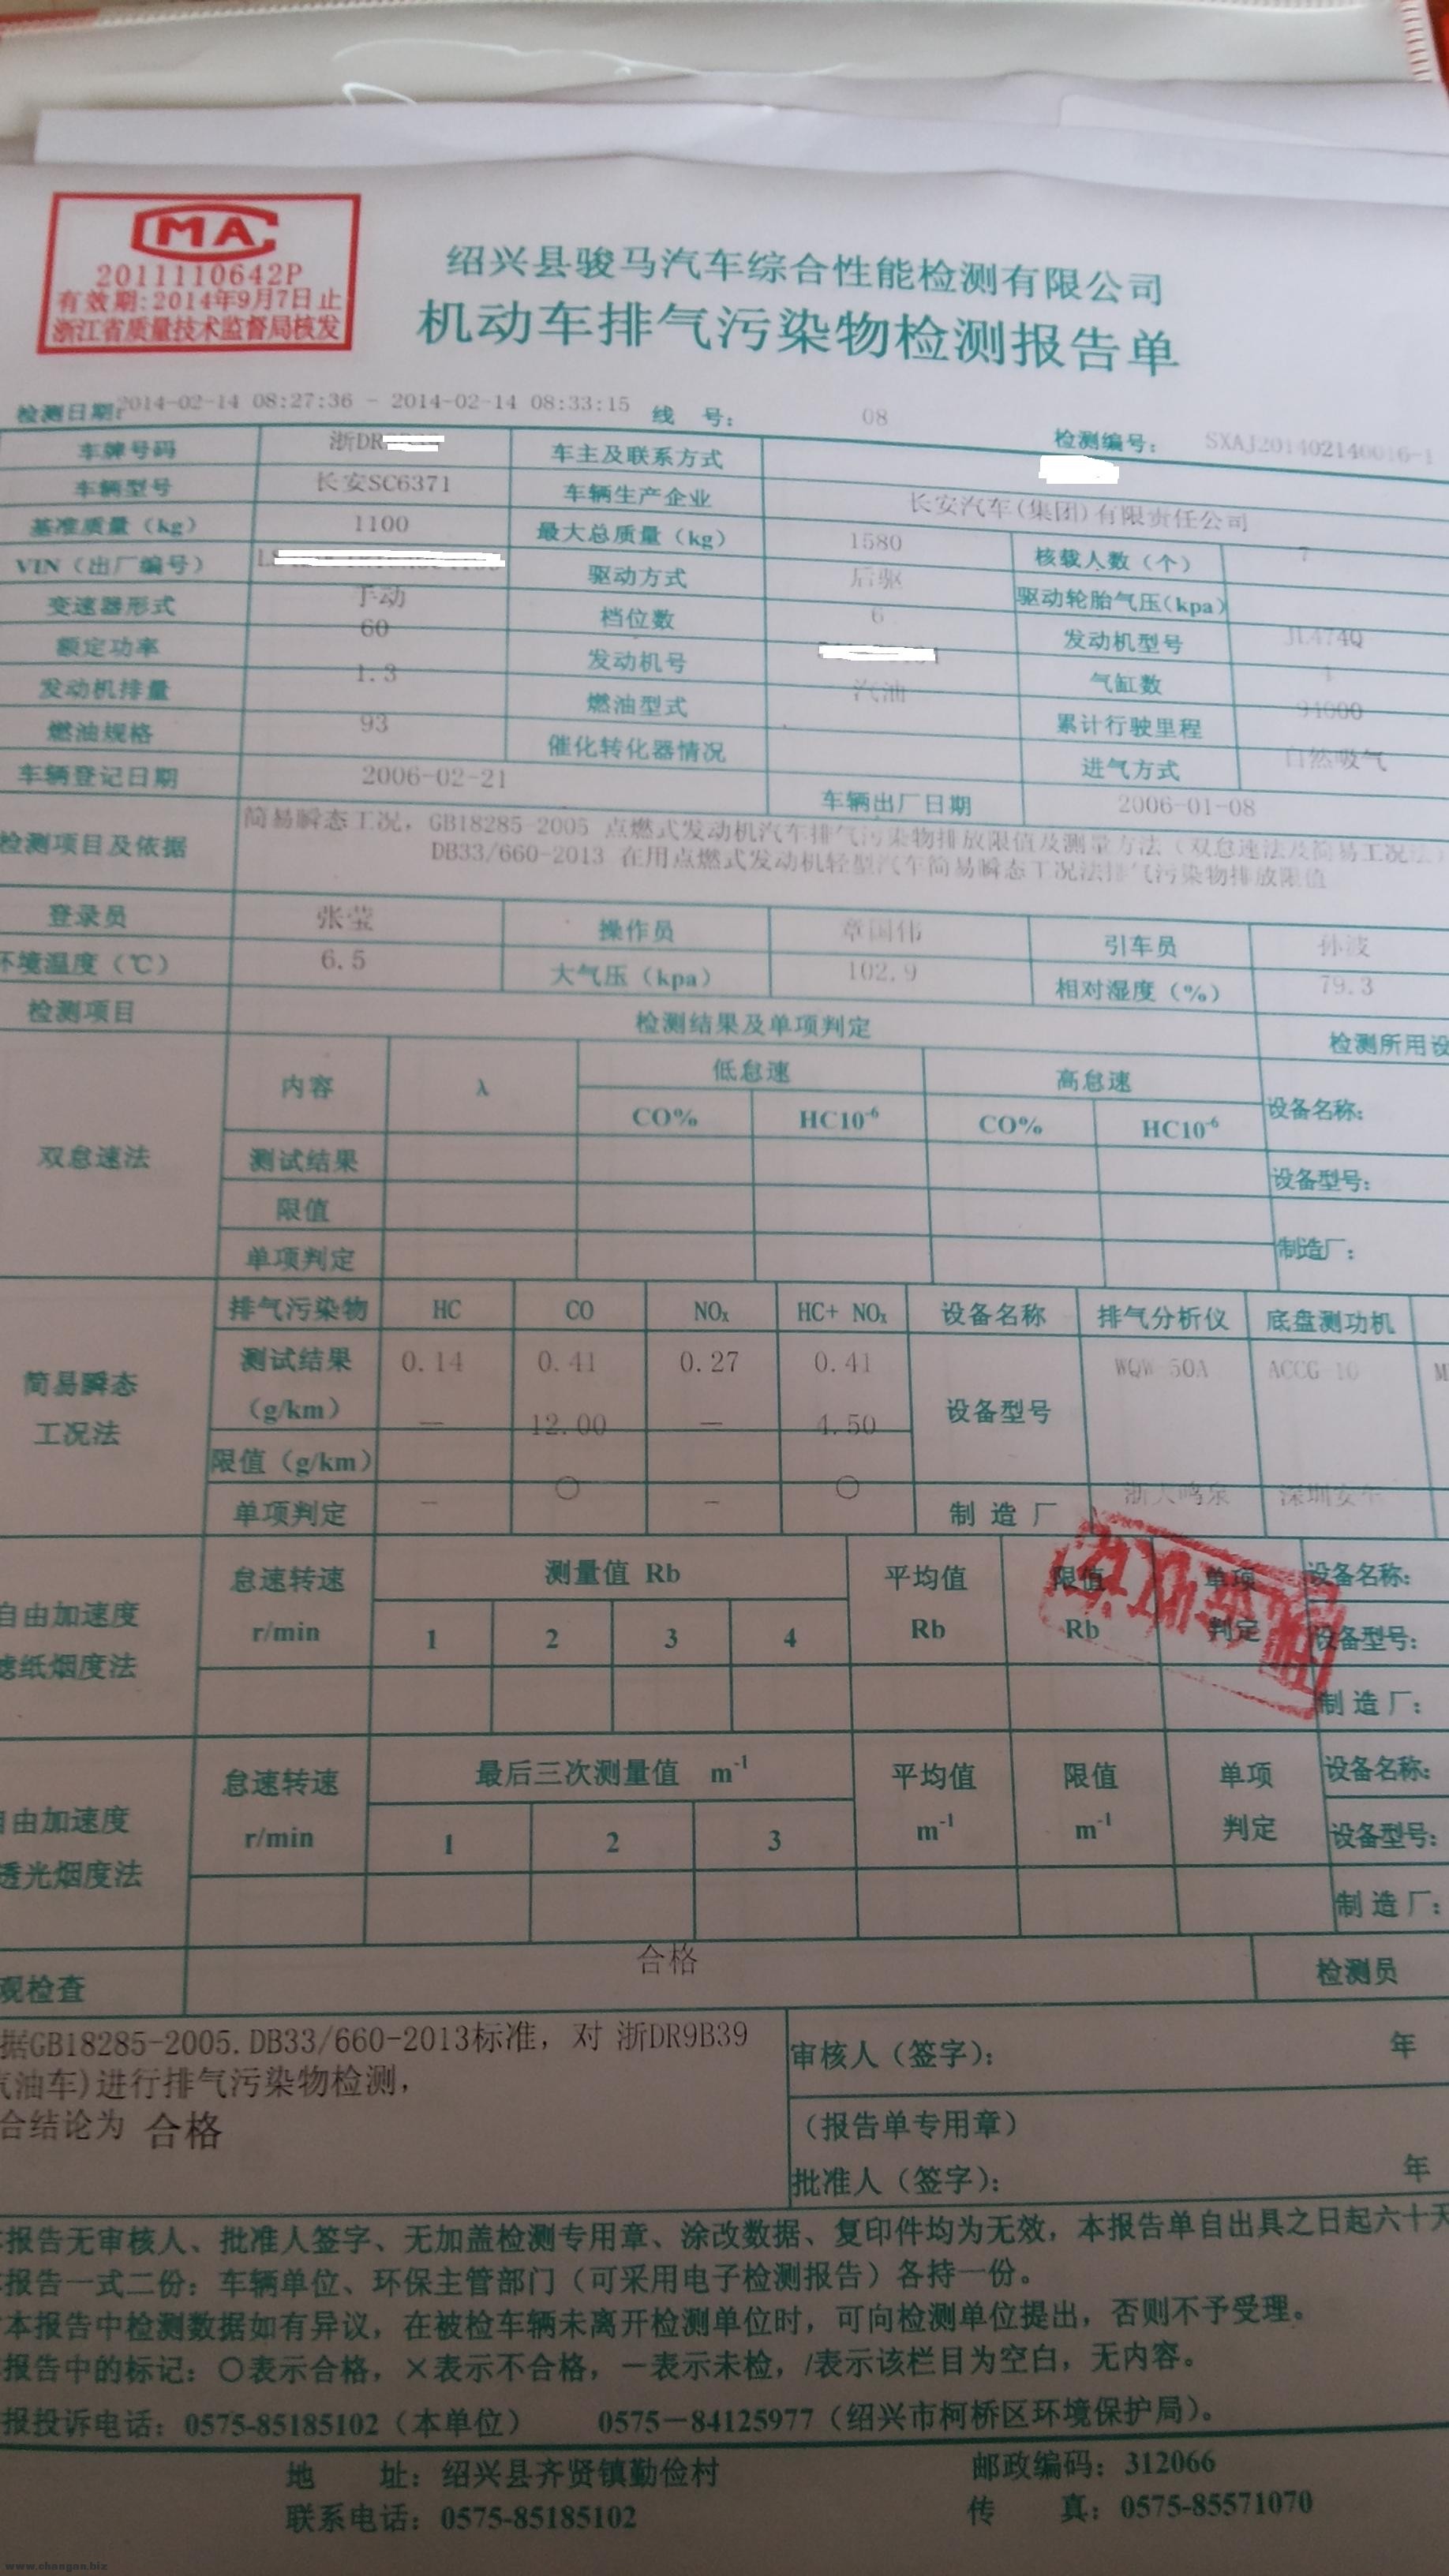 CMA
2011110642P
有效期:2014年9月7日止
浙江省质量技术监督局核发
绍兴县骏马汽车综合性能检测有限公司
机动车排气污染物检测报告单
检测日期: 2014-02-14 08:27:36 - 2014-02-14 08:33:15 线 号: 08 检测编号: SXAJ201402140016-1
车牌号码 浙DR 车主及联系方式
车辆型号 长安SC6371 车辆生产企业 长安汽车(集团)有限责任公司
基准质量(kg) 1100 最大总质量(kg) 1580 核载人数(个) 7
VIN(出厂编号) L 驱动方式 后驱 驱动轮胎气压(kpa)
变速器形式 手动 档位数 6 发动机型号 JL474Q
额定功率 60 发动机号 气缸数 4
发动机排量 1.3 燃油型式 汽油 累计行驶里程 94000
燃油规格 93 催化转化器情况 进气方式 自然吸气
车辆登记日期 2006-02-21 车辆出厂日期 2006-01-08
检测项目及依据 简易瞬态工况, GB18285-2005 点燃式发动机汽车排气污染物排放限值及测量方法(双怠速法及简易工况法
DB33/660-2013 在用点燃式发动机轻型汽车简易瞬态工况法排气污染物排放限值
登录员 张莹 操作员 章国伟 引车员 孙波
环境温度(℃) 6.5 大气压(kpa) 102.9 相对湿度(%) 79.3
检测项目 检测结果及单项判定 检测所用设
双怠速法 内容 λ 低怠速 高怠速 设备名称:
CO% HC10⁻⁶ CO% HC10⁻⁶
测试结果 设备型号:
限值
单项判定 制造厂:
简易瞬态工况法 排气污染物 HC CO NOx HC+ NOx 设备名称 排气分析仪 底盘测功机
测试结果(g/km) 0.14 0.41 0.27 0.41 设备型号 WQW-50A ACCG-10 M
限值(g/km) — 12.00 — 4.50
单项判定 — ○ — ○ 制 造 厂 浙大鸣泉 深圳安车
自由加速度 怠速转速 测量值 Rb 平均值 限值 单项 设备名称:
滤纸烟度法 r/min 1 2 3 4 Rb Rb 判定 设备型号:
制 造 厂:
自由加速度 怠速转速 最后三次测量值 m⁻¹ 平均值 限值 单项 设备名称:
透光烟度法 r/min 1 2 3 m⁻¹ m⁻¹ 判定 设备型号:
制 造 厂:
观检查 合格 检测员
据GB18285-2005.DB33/660-2013标准, 对 浙DR9B39
汽油车)进行排气污染物检测,
合结论为 合格
审核人(签字): 年
(报告单专用章)
批准人(签字): 年
报告无审核人、批准人签字、无加盖检测专用章、涂改数据、复印件均为无效, 本报告单自出具之日起六十天
报告一式二份: 车辆单位、环保主管部门(可采用电子检测报告)各持一份。
本报告中检测数据如有异议, 在被检车辆未离开检测单位时, 可向检测单位提出, 否则不予受理。
报告中的标记: ○表示合格, ×表示不合格, —表示未检, /表示该栏目为空白, 无内容。
报投诉电话: 0575-85185102(本单位) 0575—84125977(绍兴市柯桥区环境保护局)。
地 址: 绍兴县齐贤镇勤俭村 邮政编码: 312066
联系电话: 0575-85185102 传 真: 0575-85571070
www.changan.biz